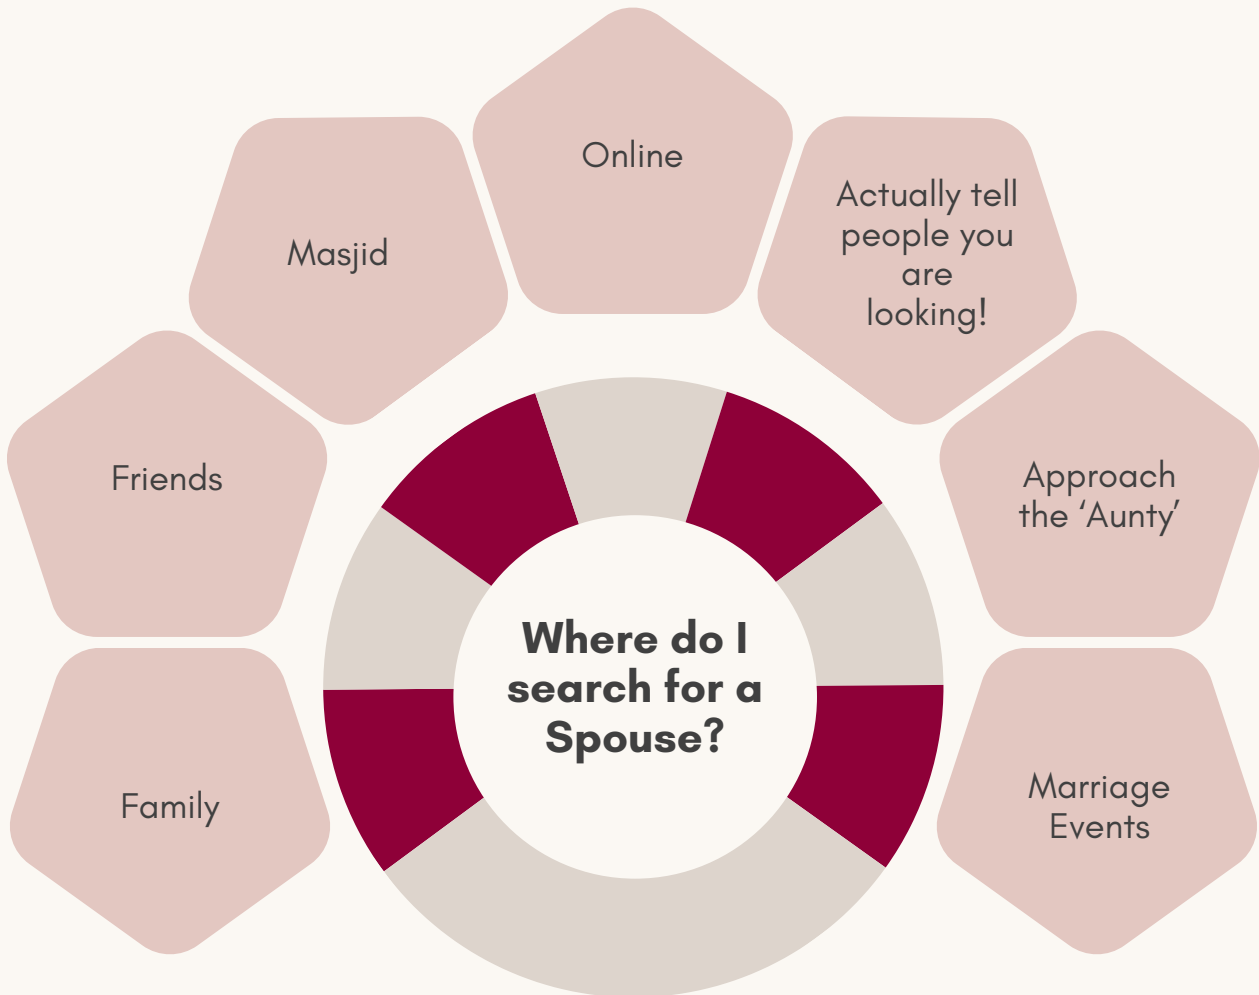 Online
Actually tell
people you
are
looking!
Masjid
Friends
Approach
the ‘Aunty’
Where do I
search for a
Spouse?
Family
Marriage
Events